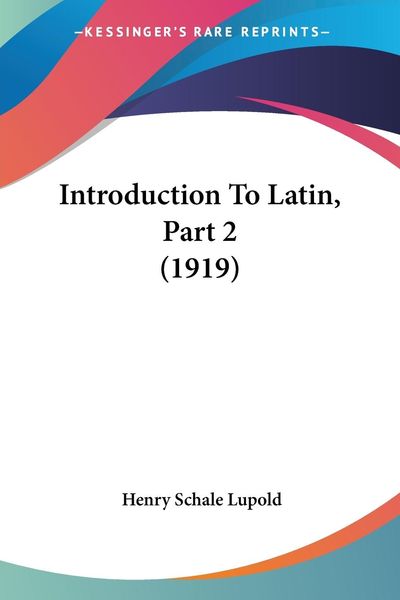 KESSINGER'S RARE REPRINTS
Introduction To Latin,
Part 2
(1919)
Henry Schale Lupold